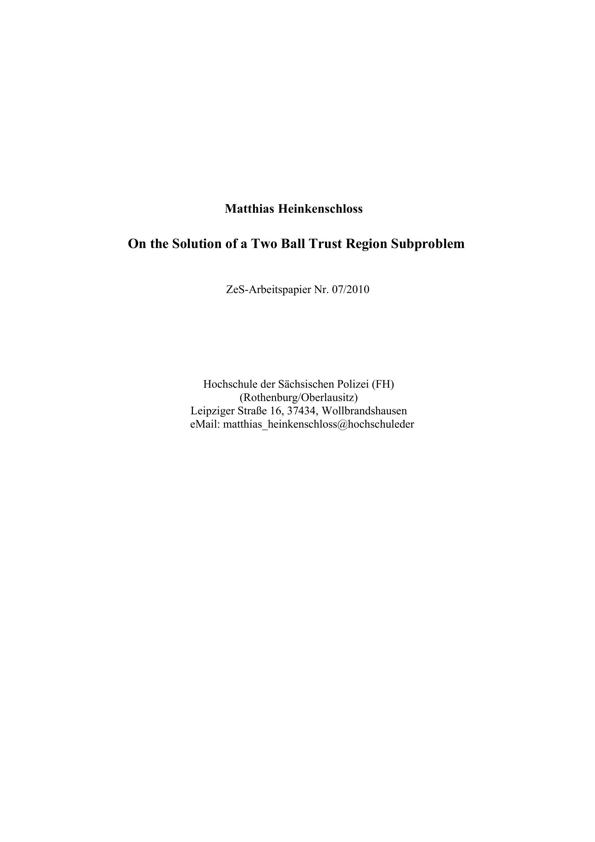 Matthias Heinkenschloss
On the Solution of a Two Ball Trust Region Subproblem
ZeS-Arbeitspapier Nr. 07/2010
Hochschule der Sächsischen Polizei (FH)
(Rothenburg/Oberlausitz)
Leipziger Straße 16, 37434, Wollbrandshausen
eMail: matthias_heinkenschloss@hochschuleder